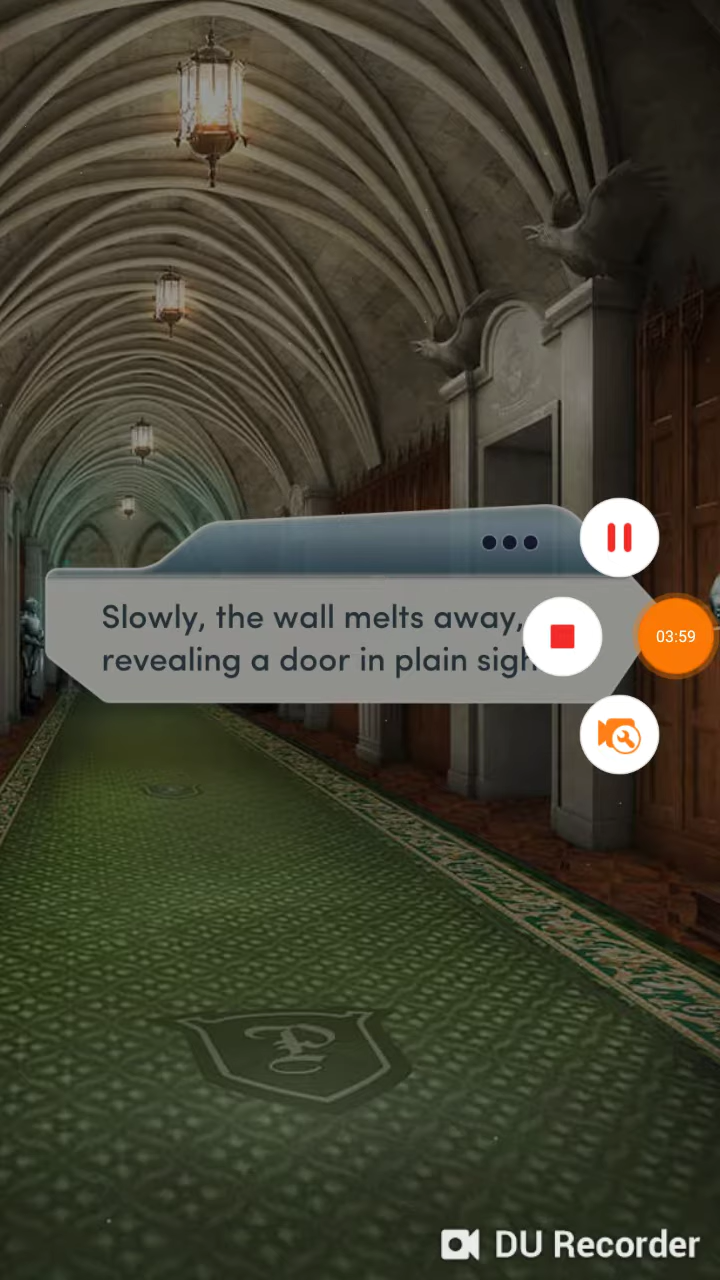 Slowly, the wall melts away,
revealing a door in plain sigh
03:59
DU Recorder